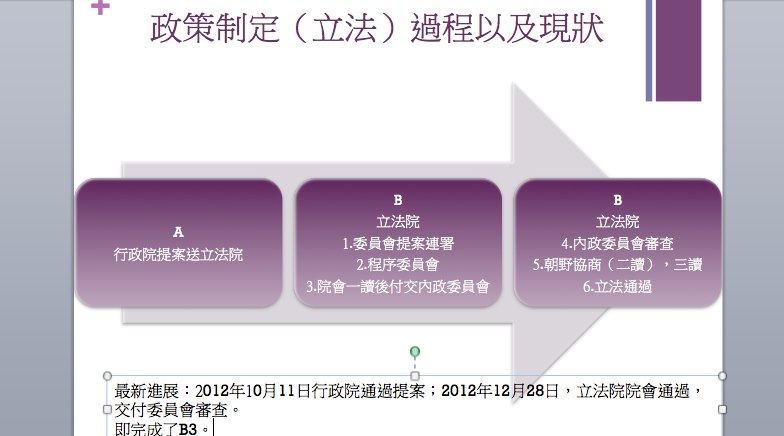 政策制定（立法）過程以及現狀
A
行政院提案送立法院
B
立法院
1.委員會提案連署
2.程序委員會
3.院會一讀後付交內政委員會
B
立法院
4.內政委員會審查
5.朝野協商（二讀），三讀
6.立法通過
最新進展：2012年10月11日行政院通過提案；2012年12月28日，立法院院會通過，
交付委員會審查。
即完成了B3。